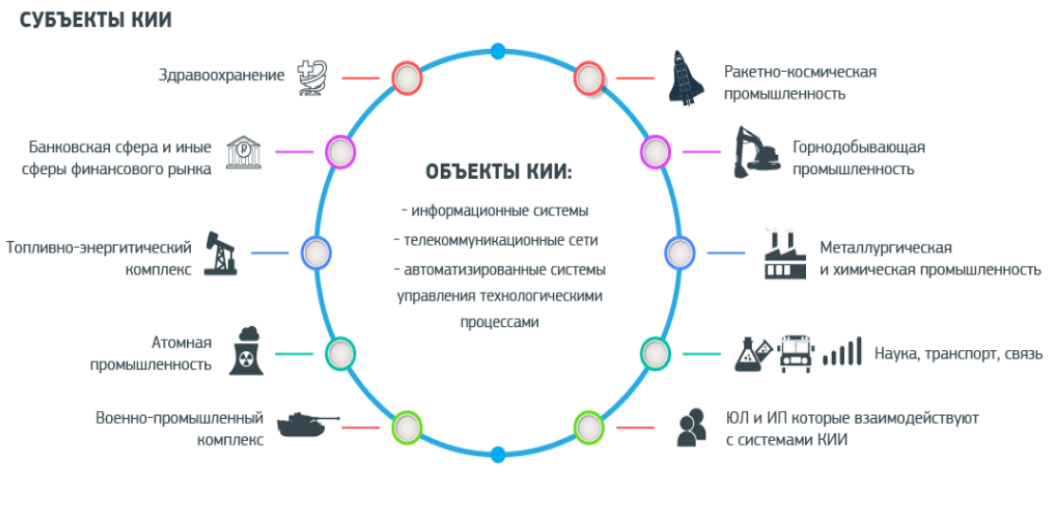 СУБЪЕКТЫ КИИ
Здравоохранение
Банковская сфера и иные
сферы финансового рынка
Топливно-энергитический
комплекс
Атомная
промышленность
Военно-промышленный
комплекс
ОБЪЕКТЫ КИИ:
- информационные системы
- телекоммуникационные сети
- автоматизированные системы
управления технологическими
процессами
Ракетно-космическая
промышленность
Горнодобывающая
промышленность
Металлургическая
и химическая промышленность
Наука, транспорт, связь
ЮЛ и ИП которые взаимодействуют
с системами КИИ